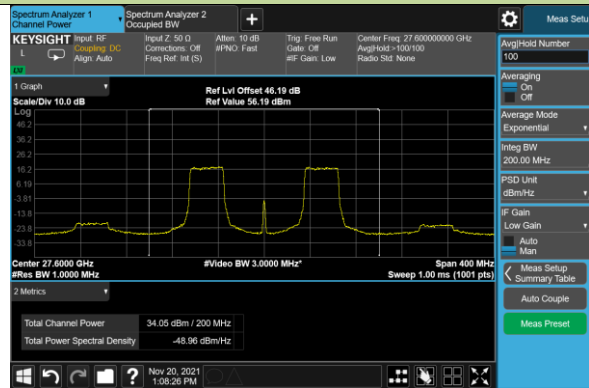 Spectrum Analyzer 1
Channel Power
Spectrum Analyzer 2
Occupied BW
Meas Setu
KEYSIGHT
L
Input: RF
Coupling: DC
Align: Auto
Input Z: 50 Ω
Corrections: Off
Freq Ref: Int (S)
Atten: 10 dB
#PNO: Fast
Trig: Free Run
Gate: Off
#IF Gain: Low
Center Freq: 27.600000000 GHz
Avg|Hold:>100/100
Radio Std: None
1 Graph
Scale/Div 10.0 dB
Ref Lvl Offset 46.19 dB
Ref Value 56.19 dBm
Log
46.2
36.2
26.2
16.2
6.19
-3.81
-13.8
-23.8
-33.8
Center 27.6000 GHz
#Res BW 1.0000 MHz
#Video BW 3.0000 MHz*
Span 400 MHz
Sweep 1.00 ms (1001 pts)
2 Metrics
Total Channel Power 34.05 dBm / 200 MHz
Total Power Spectral Density -48.96 dBm/Hz
Nov 20, 2021
1:08:26 PM
Avg|Hold Number
100
Averaging
On
Off
Average Mode
Exponential
Integ BW
200.00 MHz
PSD Unit
dBm/Hz
IF Gain
Low Gain
Auto
Man
Meas Setup
Summary Table
Auto Couple
Meas Preset